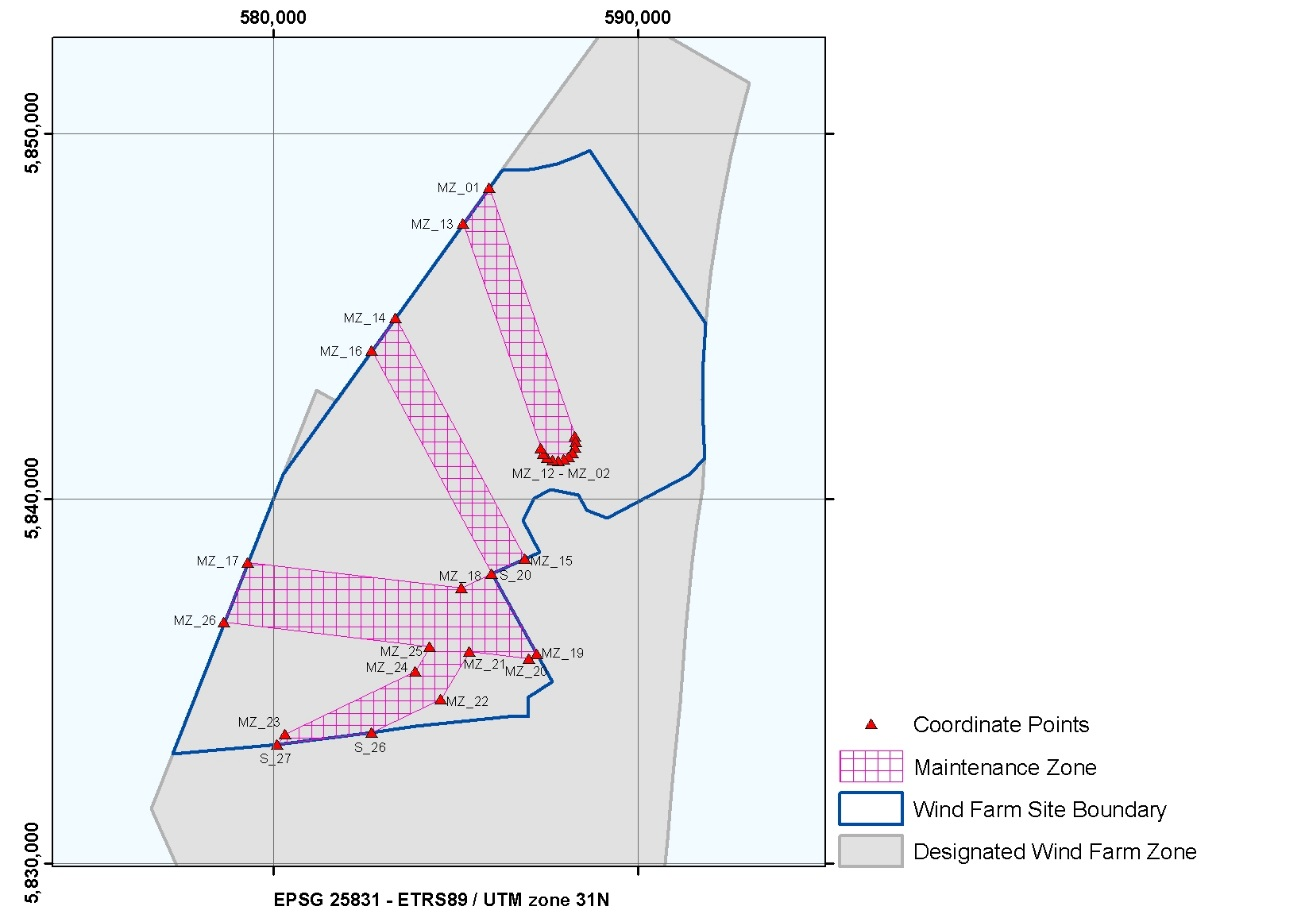 580,000
590,000
5,850,000
MZ_01
MZ_13
MZ_14
MZ_16
MZ_12 - MZ_02
5,840,000
MZ_17
MZ_15
MZ_18
S_20
MZ_26
MZ_25
MZ_19
MZ_21
MZ_24
MZ_20
MZ_22
MZ_23
S_26
S_27
5,830,000
Coordinate Points
Maintenance Zone
Wind Farm Site Boundary
Designated Wind Farm Zone
EPSG 25831 - ETRS89 / UTM zone 31N